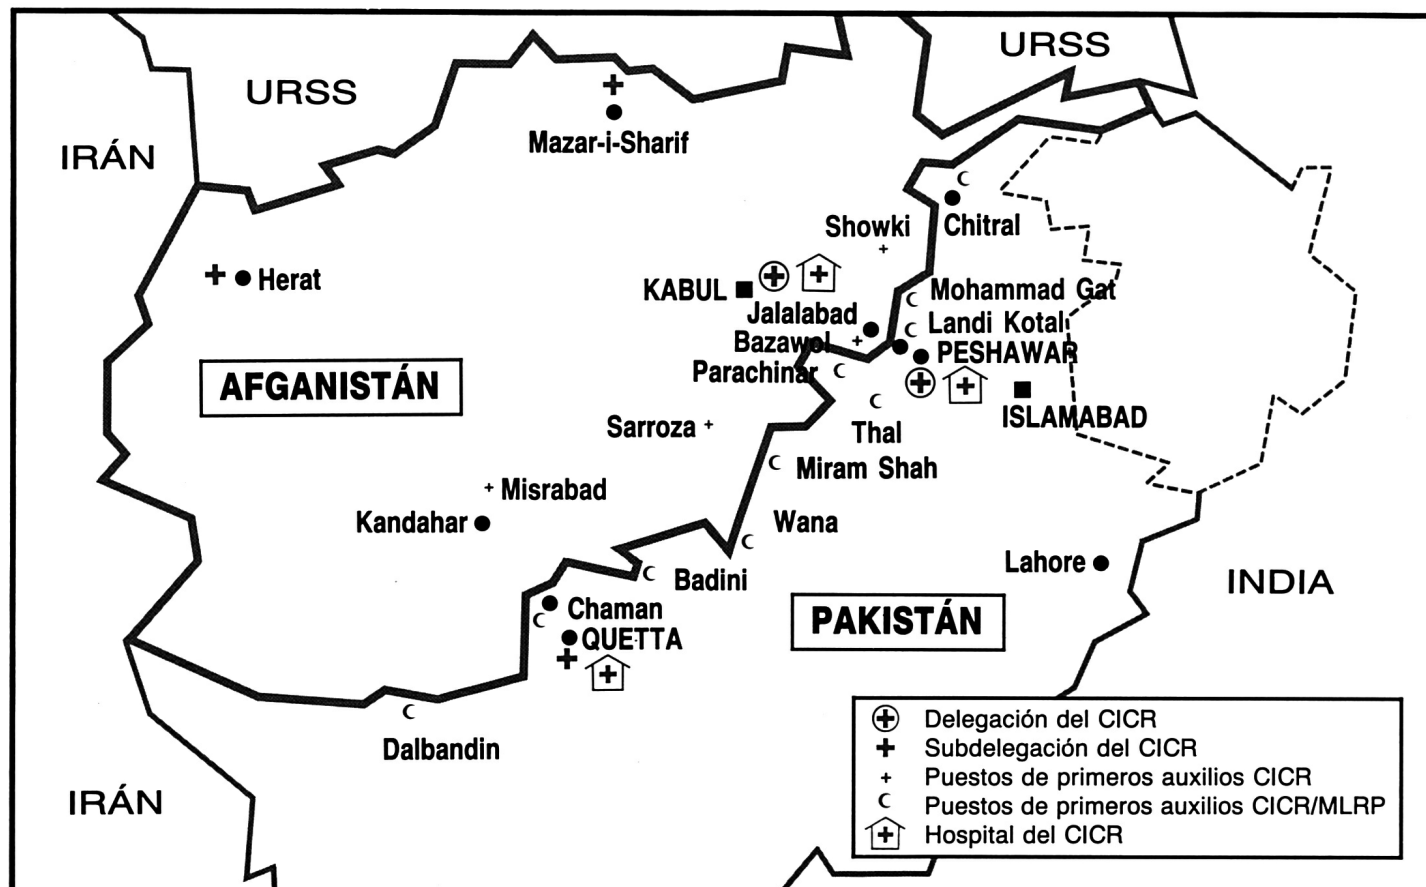 URSS
URSS
IRÁN
Mazar-i-Sharif
Showki
Chitral
Herat
KABUL
Mohammad Gat
Jalalabad
Landi Kotal
Bazawol
PESHAWAR
Parachinar
AFGANISTÁN
ISLAMABAD
Sarroza
Thal
Miram Shah
Misrabad
Kandahar
Wana
Lahore
Badini
INDIA
Chaman
PAKISTÁN
QUETTA
Dalbandin
IRÁN
Delegación del CICR
Subdelegación del CICR
Puestos de primeros auxilios CICR
Puestos de primeros auxilios CICR/MLRP
Hospital del CICR